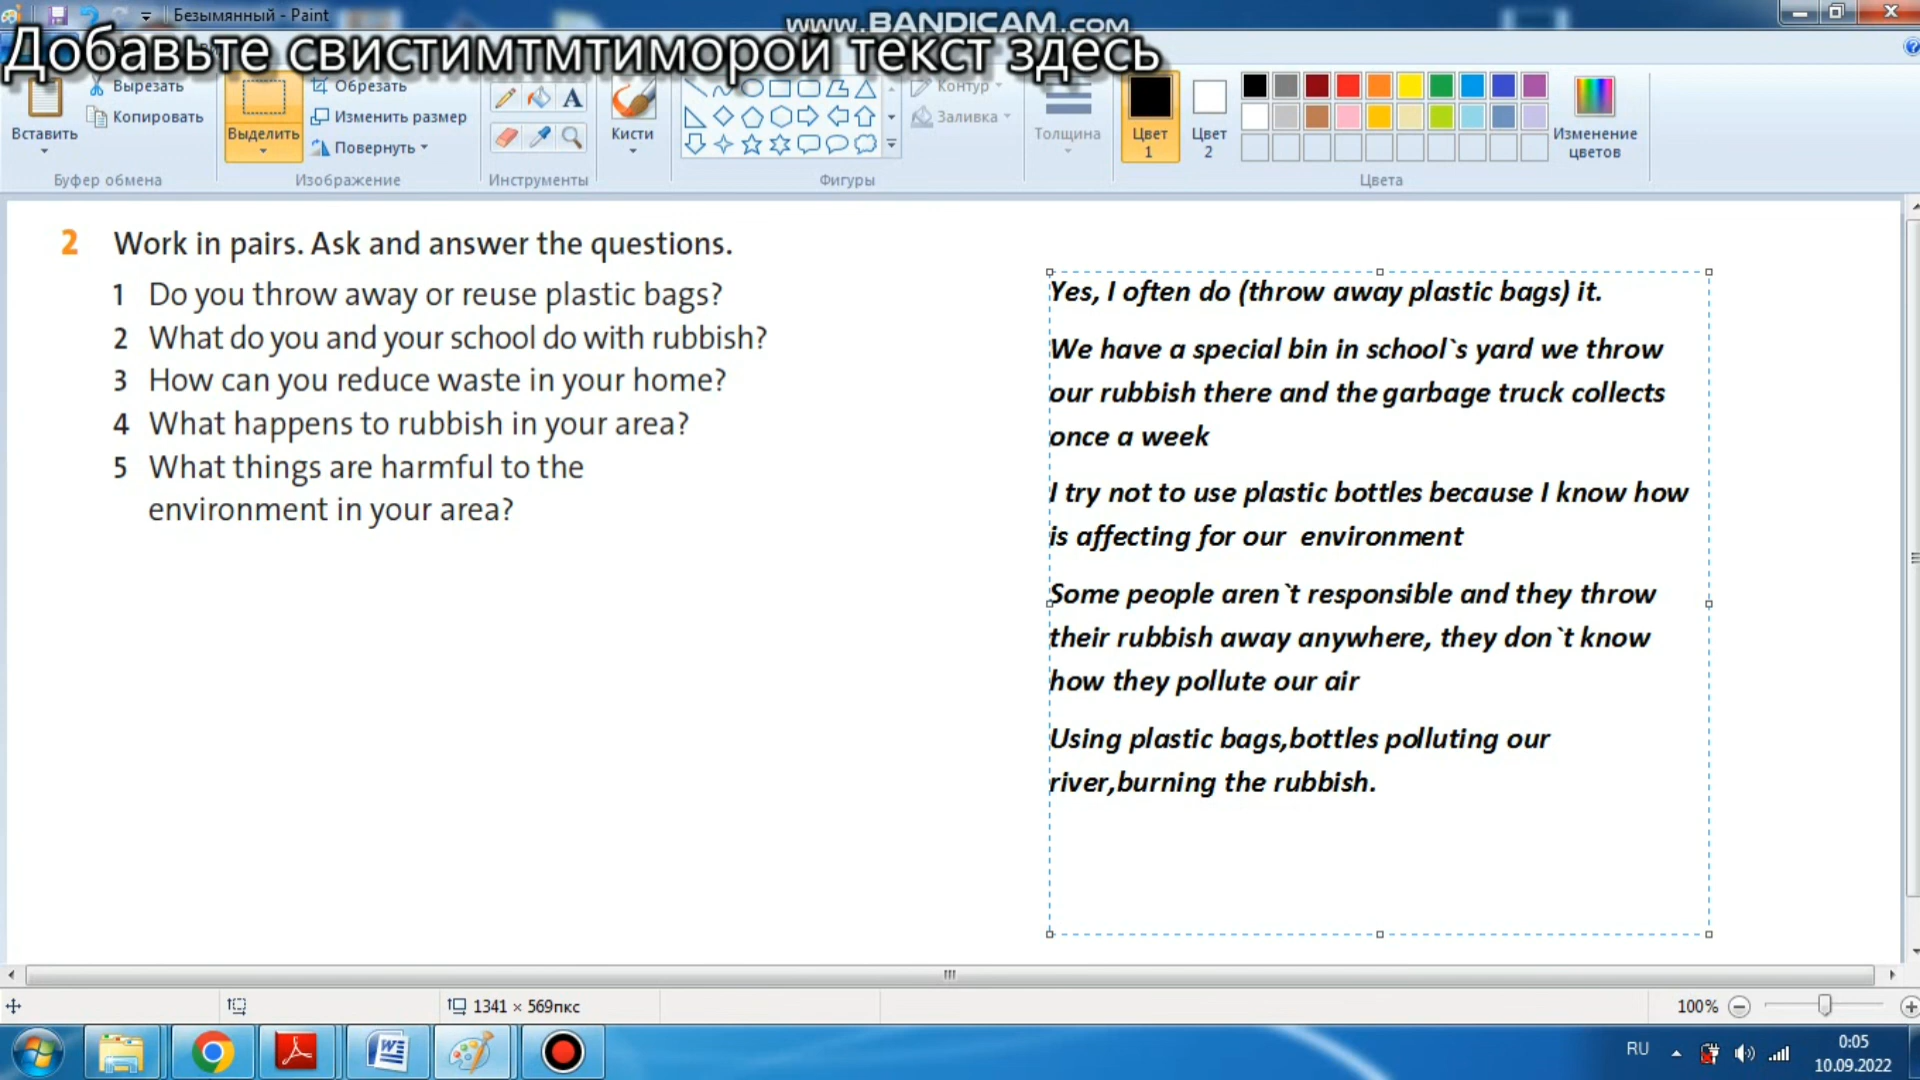 Безымянный - Paint
www.BANDICAM.com
Добавьте свистимтмтиморой текст здесь
Вставить
Вырезать
Копировать
Буфер обмена
Выделить
Обрезать
Изменить размер
Повернуть
Изображение
A
Инструменты
Кисти
Фигуры
Контур
Заливка
Толщина
Цвет 1
Цвет 2
Изменение цветов
Цвета
2 Work in pairs. Ask and answer the questions.
1 Do you throw away or reuse plastic bags?
2 What do you and your school do with rubbish?
3 How can you reduce waste in your home?
4 What happens to rubbish in your area?
5 What things are harmful to the
environment in your area?
Yes, I often do (throw away plastic bags) it.
We have a special bin in school`s yard we throw
our rubbish there and the garbage truck collects
once a week
I try not to use plastic bottles because I know how
is affecting for our  environment
Some people aren`t responsible and they throw
their rubbish away anywhere, they don`t know
how they pollute our air
Using plastic bags,bottles polluting our
river,burning the rubbish.
1341 × 569пкс
100%
RU
0:05
10.09.2022